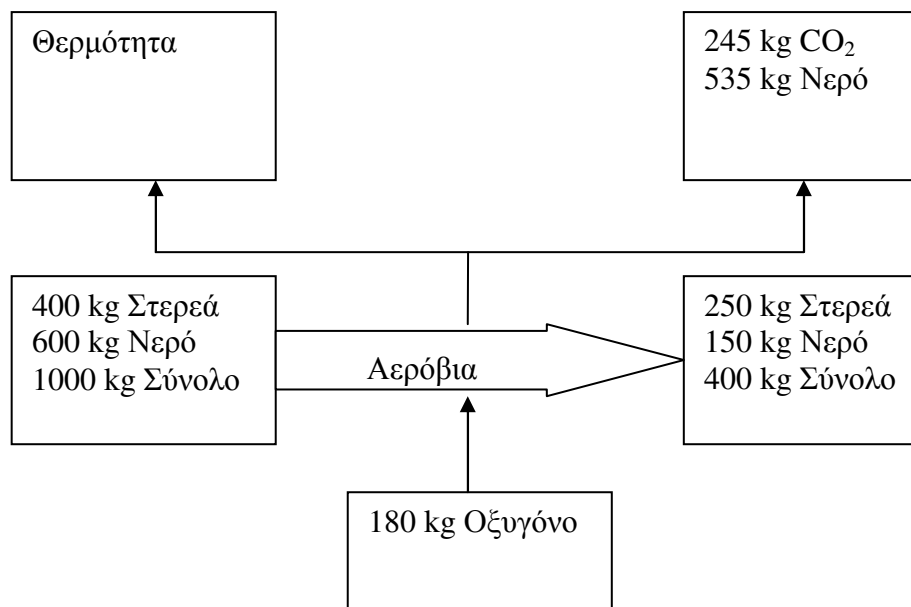 Θερμότητα
245 kg CO₂
535 kg Νερό
400 kg Στερεά
600 kg Νερό
1000 kg Σύνολο
Αερόβια
250 kg Στερεά
150 kg Νερό
400 kg Σύνολο
180 kg Οξυγόνο